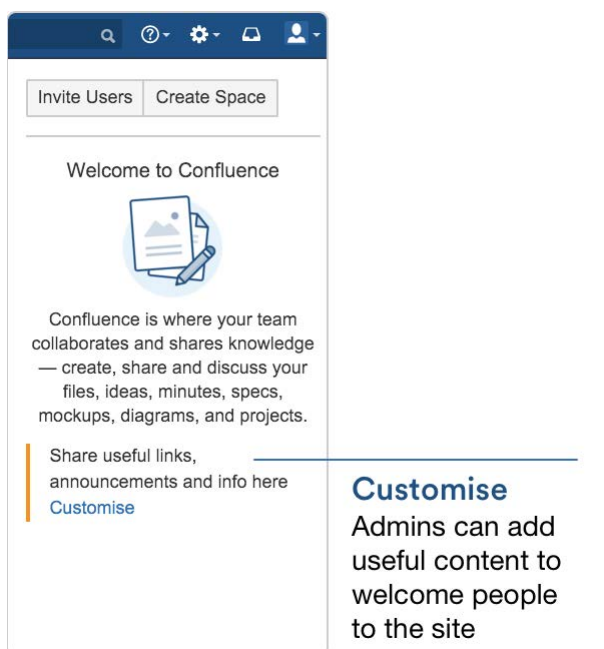 Invite Users Create Space
Welcome to Confluence
Confluence is where your team
collaborates and shares knowledge
— create, share and discuss your
files, ideas, minutes, specs,
mockups, diagrams, and projects.
Share useful links,
announcements and info here
Customise
Customise
Admins can add
useful content to
welcome people
to the site